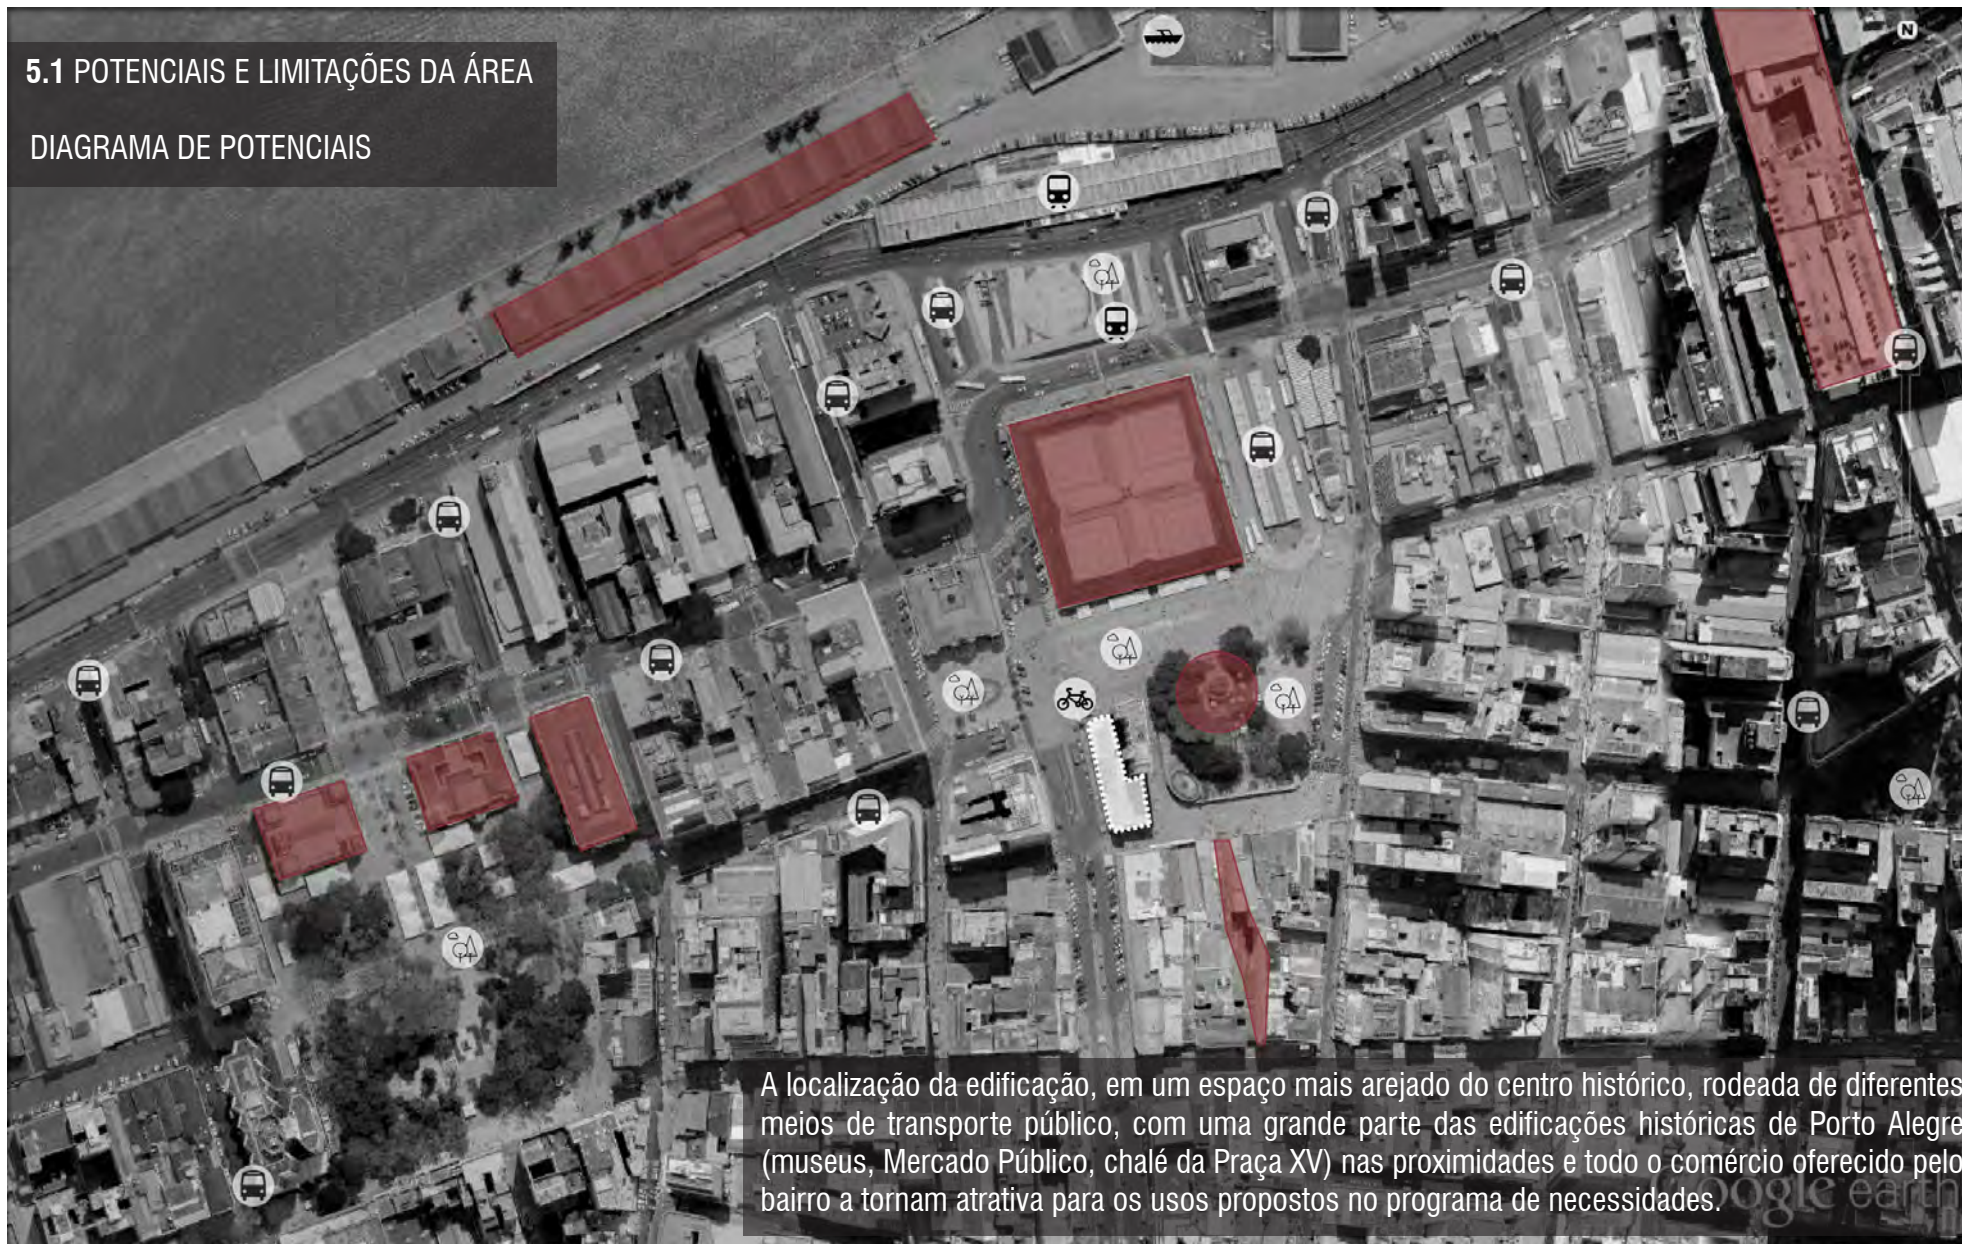 5.1 POTENCIAIS E LIMITAÇÕES DA ÁREA
DIAGRAMA DE POTENCIAIS
N
A localização da edificação, em um espaço mais arejado do centro histórico, rodeada de diferentes
meios de transporte público, com uma grande parte das edificações históricas de Porto Alegre
(museus, Mercado Público, chalé da Praça XV) nas proximidades e todo o comércio oferecido pelo
bairro a tornam atrativa para os usos propostos no programa de necessidades.
oogle earth